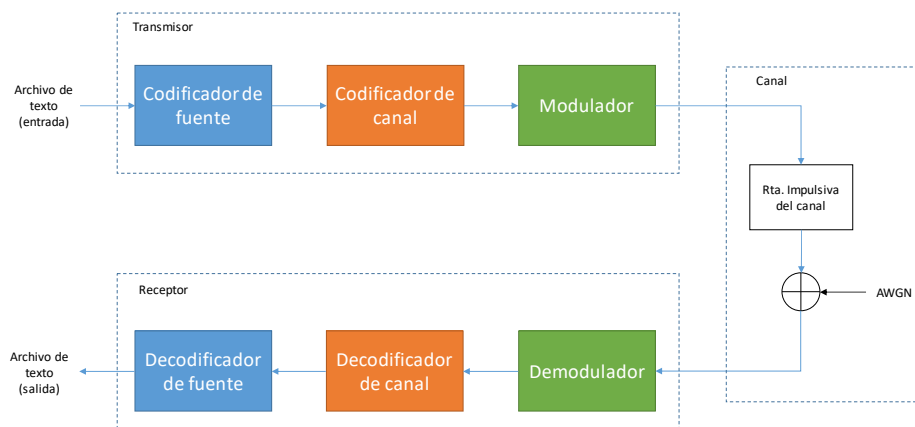 Transmisor
Archivo de
texto
(entrada)
Codificador de
fuente
Codificador de
canal
Modulador
Canal
Rta. Impulsiva
del canal
AWGN
Receptor
Archivo de
texto
(salida)
Decodificador
de fuente
Decodificador
de canal
Demodulador